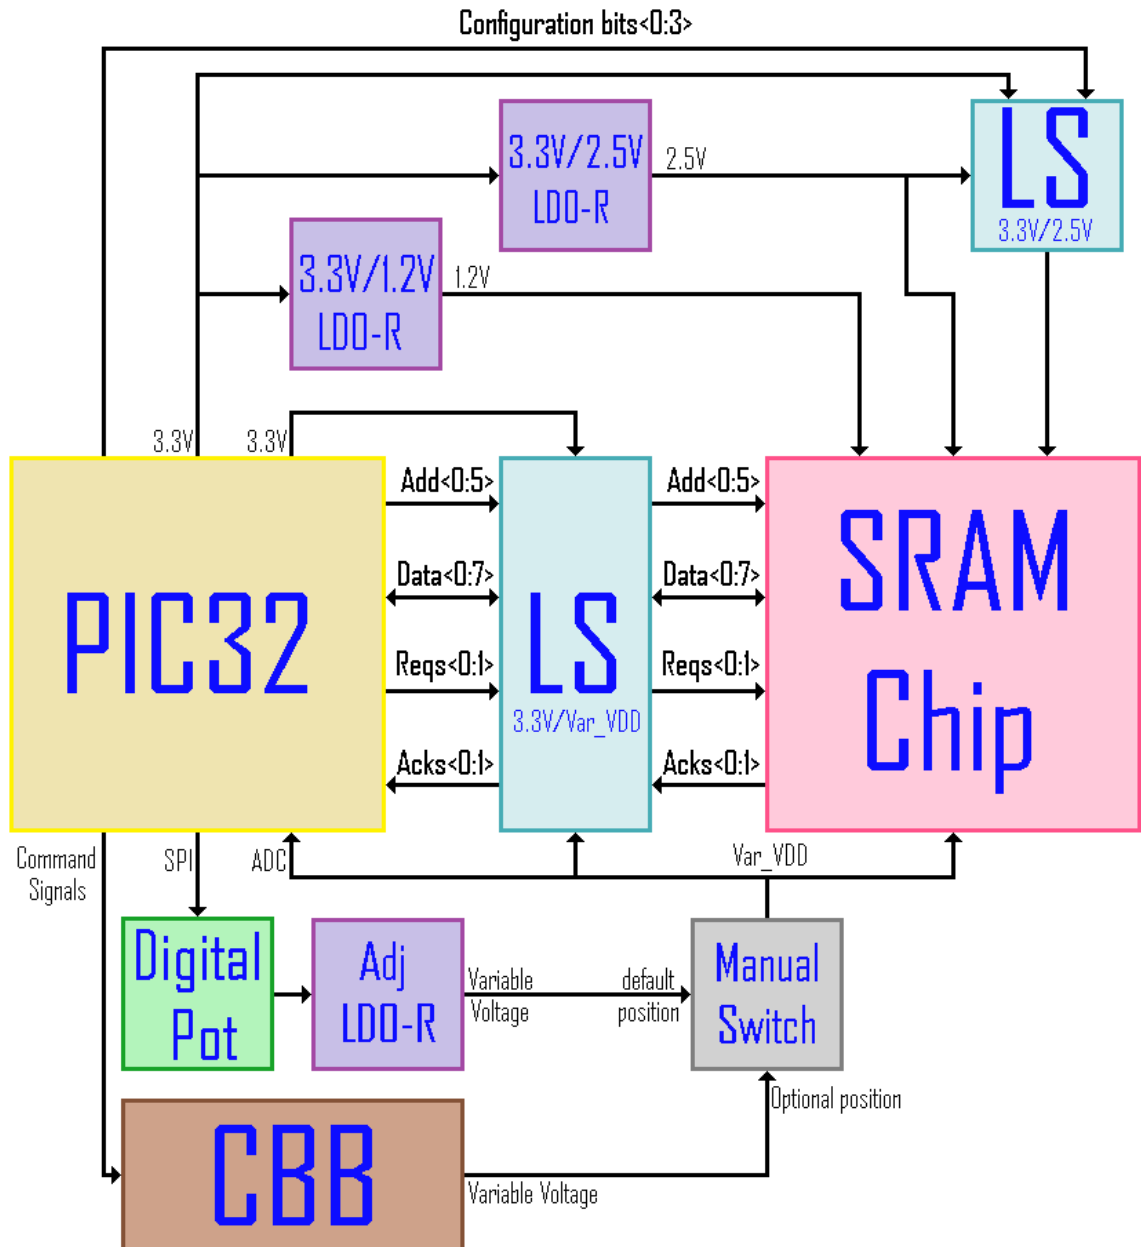 Configuration bits<0:3>
3.3V/2.5V
LDO-R
2.5V
LS
3.3V/2.5V
3.3V/1.2V
LDO-R
1.2V
3.3V
3.3V
PIC32
Add<0:5>
Data<0:7>
Reqs<0:1>
Acks<0:1>
LS
3.3V/Var_VDD
Add<0:5>
Data<0:7>
Reqs<0:1>
Acks<0:1>
SRAM
Chip
Command
Signals
SPI
ADC
Var_VDD
Digital
Pot
Adj
LDO-R
Variable
Voltage
default
position
Manual
Switch
Optional position
CBB
Variable Voltage